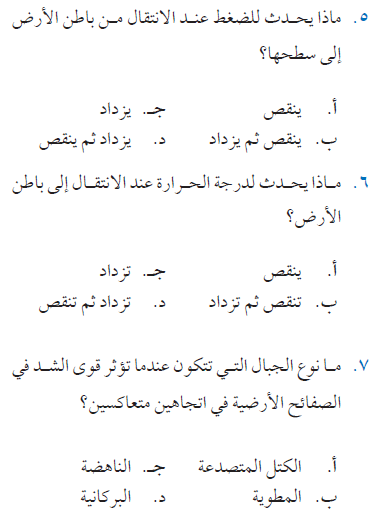 ٥. ماذا يحدث للضغط عند الانتقال من باطن الأرض
إلى سطحها؟
أ. ينقص جـ. يزداد
ب. ينقص ثم يزداد د. يزداد ثم ينقص
٦. ماذا يحدث لدرجة الحرارة عند الانتقال إلى باطن
الأرض؟
أ. ينقص جـ. تزداد
ب. تنقص ثم تزداد د. تزداد ثم تنقص
٧. ما نوع الجبال التي تتكون عندما تؤثر قوى الشد في
الصفائح الأرضية في اتجاهين متعاكسين؟
أ. الكتل المتصدعة جـ. الناهضة
ب. المطوية د. البركانية